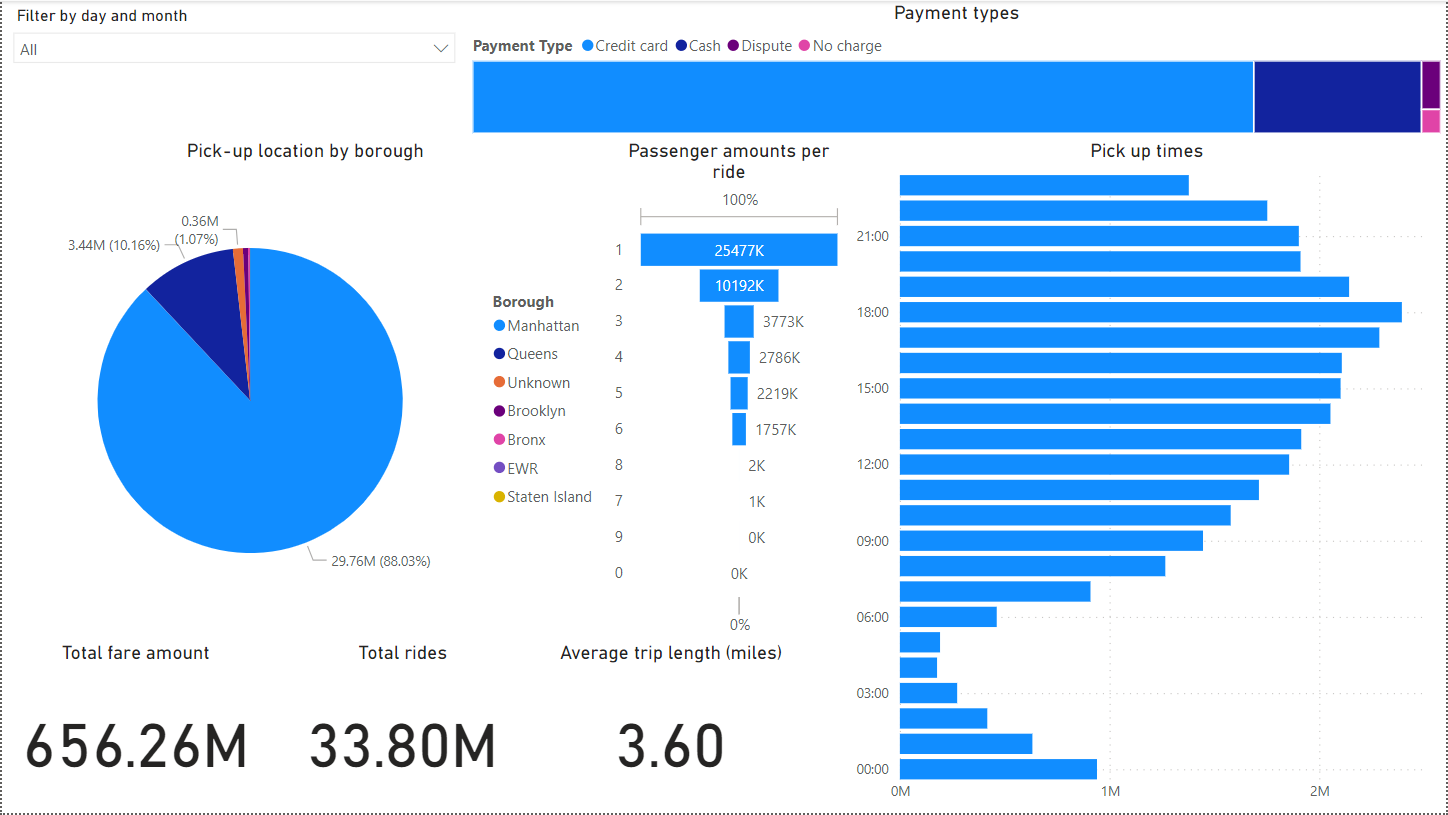 Filter by day and month
All
Payment types
Payment Type Credit card Cash Dispute No charge
Pick-up location by borough
0.36M
(1.07%)
3.44M (10.16%)
29.76M (88.03%)
Borough
Manhattan
Queens
Unknown
Brooklyn
Bronx
EWR
Staten Island
Passenger amounts per
ride
100%
1 25477K
2 10192K
3 3773K
4 2786K
5 2219K
6 1757K
8 2K
7 1K
9 0K
0 0K
0%
Pick up times
21:00
18:00
15:00
12:00
09:00
06:00
03:00
00:00
0M 1M 2M
Total fare amount
656.26M
Total rides
33.80M
Average trip length (miles)
3.60